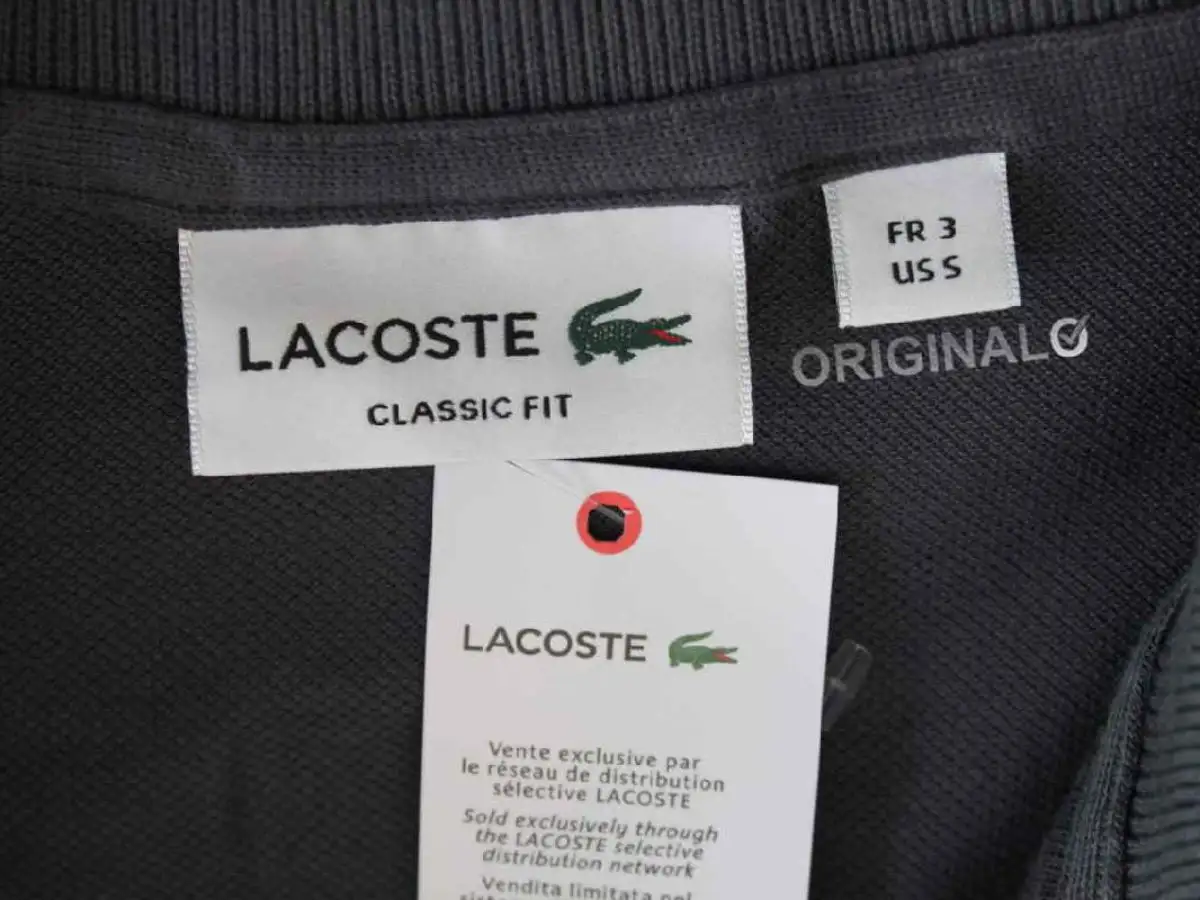 LACOSTE
CLASSIC FIT
FR 3
US S
ORIGINAL
LACOSTE
Vente exclusive par
le réseau de distribution
sélective LACOSTE
Sold exclusively through
the LACOSTE selective
distribution network
Vendita limitata nel